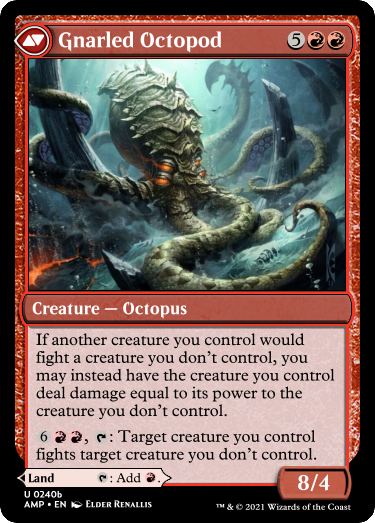 Gnarled Octopod 5
Creature — Octopus
If another creature you control would
fight a creature you don't control, you
may instead have the creature you control
deal damage equal to its power to the
creature you don't control.
6 , : Target creature you control
fights target creature you don't control.
Land : Add .
8/4
U 0240b
AMP • EN Elder Renallis
™ & © 2021 Wizards of the Coast